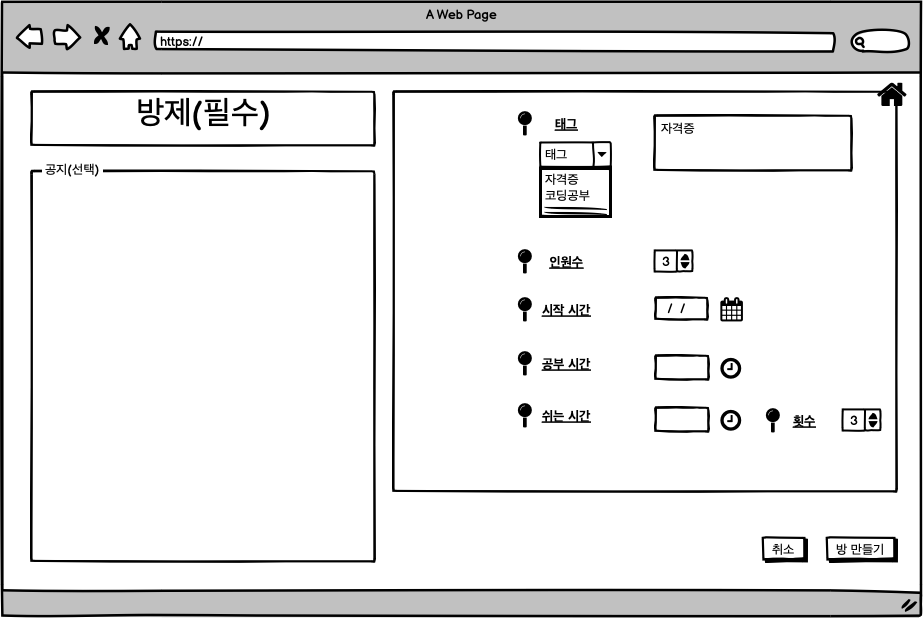 A Web Page
https://
방제(필수)
공지(선택)
태그
태그
자격증
코딩공부
자격증
인원수
3
시작 시간
/ /
공부 시간
쉬는 시간
횟수
3
취소
방 만들기